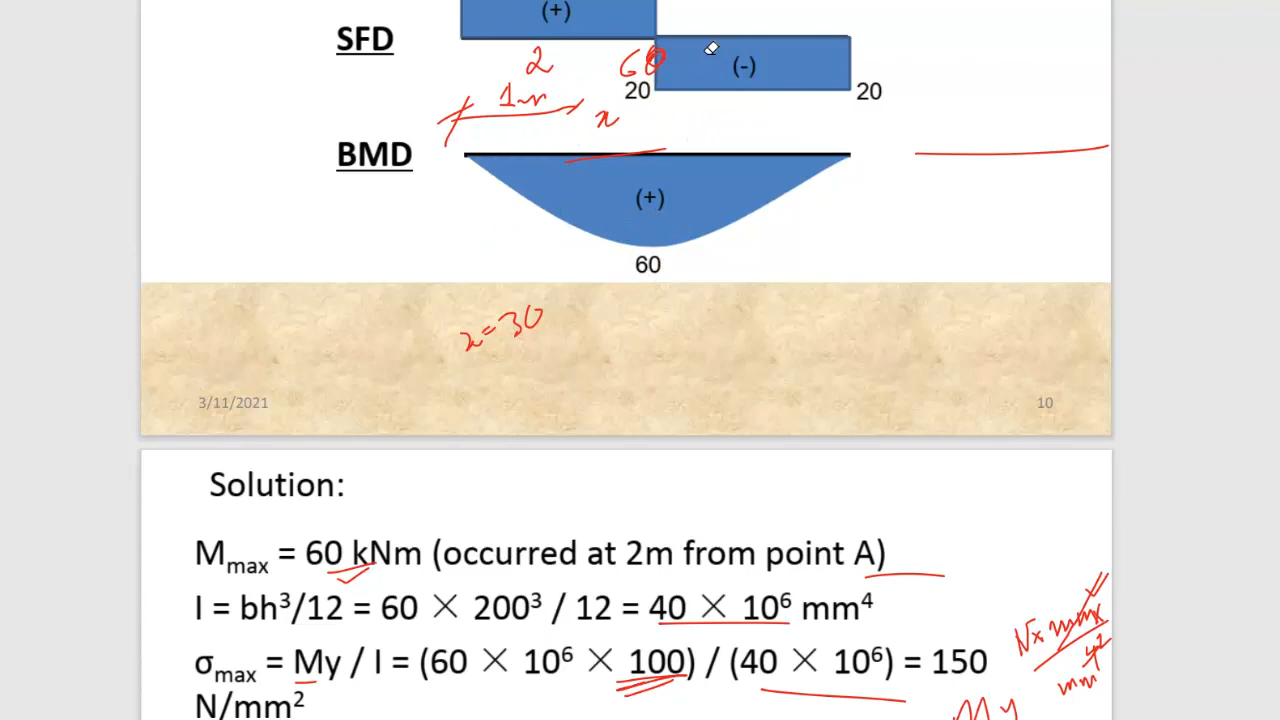 (+)
SFD
2 60
(-)
20
20
1m
x
BMD
(+)
60
x = 30
3/11/2021
10
Solution:
Mmax = 60 kNm (occurred at 2m from point A)
I = bh³/12 = 60 × 200³ / 12 = 40 × 10⁶ mm⁴
σmax = My / I = (60 × 10⁶ × 100) / (40 × 10⁶) = 150
N/mm²
My